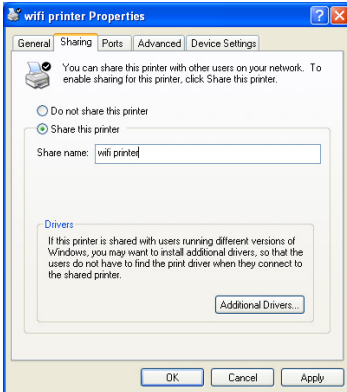 wifi printer Properties
General Sharing Ports Advanced Device Settings
You can share this printer with other users on your network. To
enable sharing for this printer, click Share this printer.
Do not share this printer
Share this printer
Share name: wifi printer
Drivers
If this printer is shared with users running different versions of
Windows, you may want to install additional drivers, so that the
users do not have to find the print driver when they connect to
the shared printer.
Additional Drivers...
OK Cancel Apply